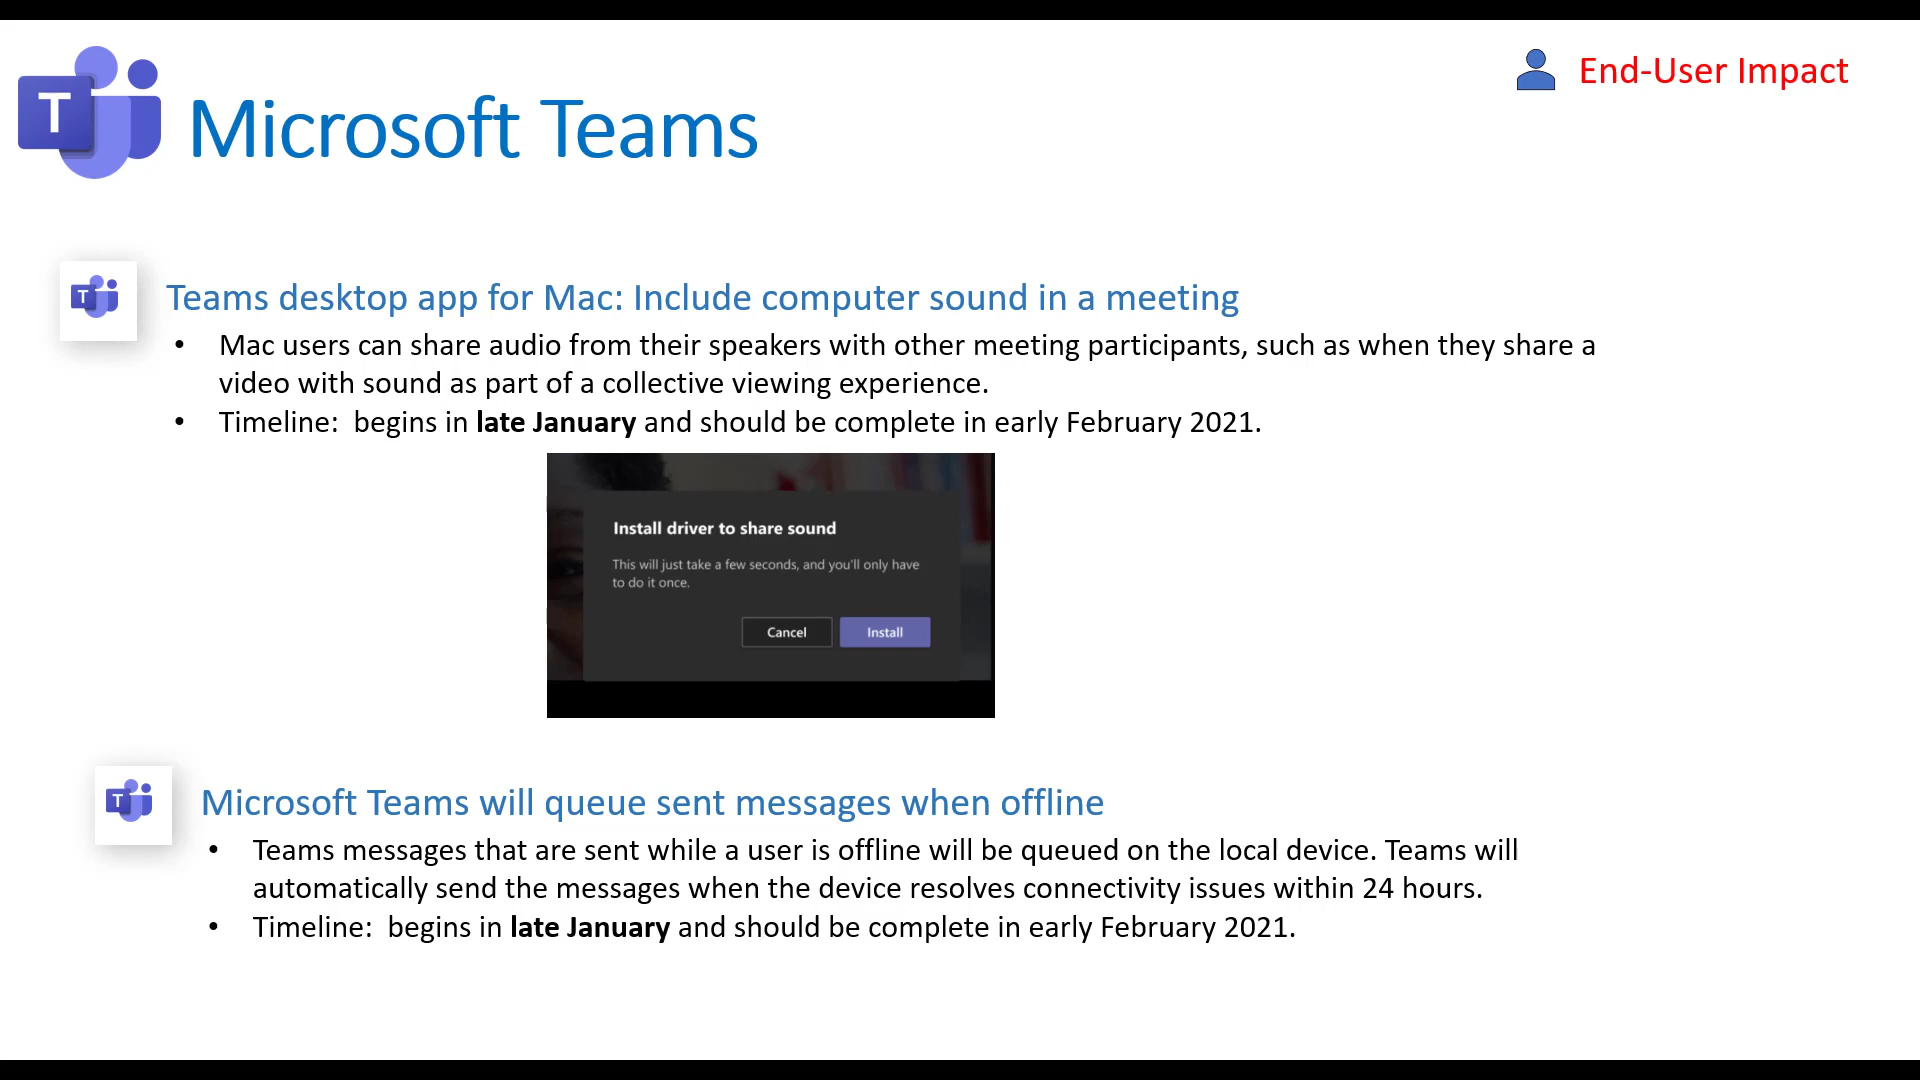 End-User Impact
T
Microsoft Teams
T
Teams desktop app for Mac: Include computer sound in a meeting
• Mac users can share audio from their speakers with other meeting participants, such as when they share a
video with sound as part of a collective viewing experience.
• Timeline:  begins in late January and should be complete in early February 2021.
Install driver to share sound
This will just take a few seconds, and you'll only have
to do it once.
Cancel Install
T
Microsoft Teams will queue sent messages when offline
• Teams messages that are sent while a user is offline will be queued on the local device. Teams will
automatically send the messages when the device resolves connectivity issues within 24 hours.
• Timeline:  begins in late January and should be complete in early February 2021.